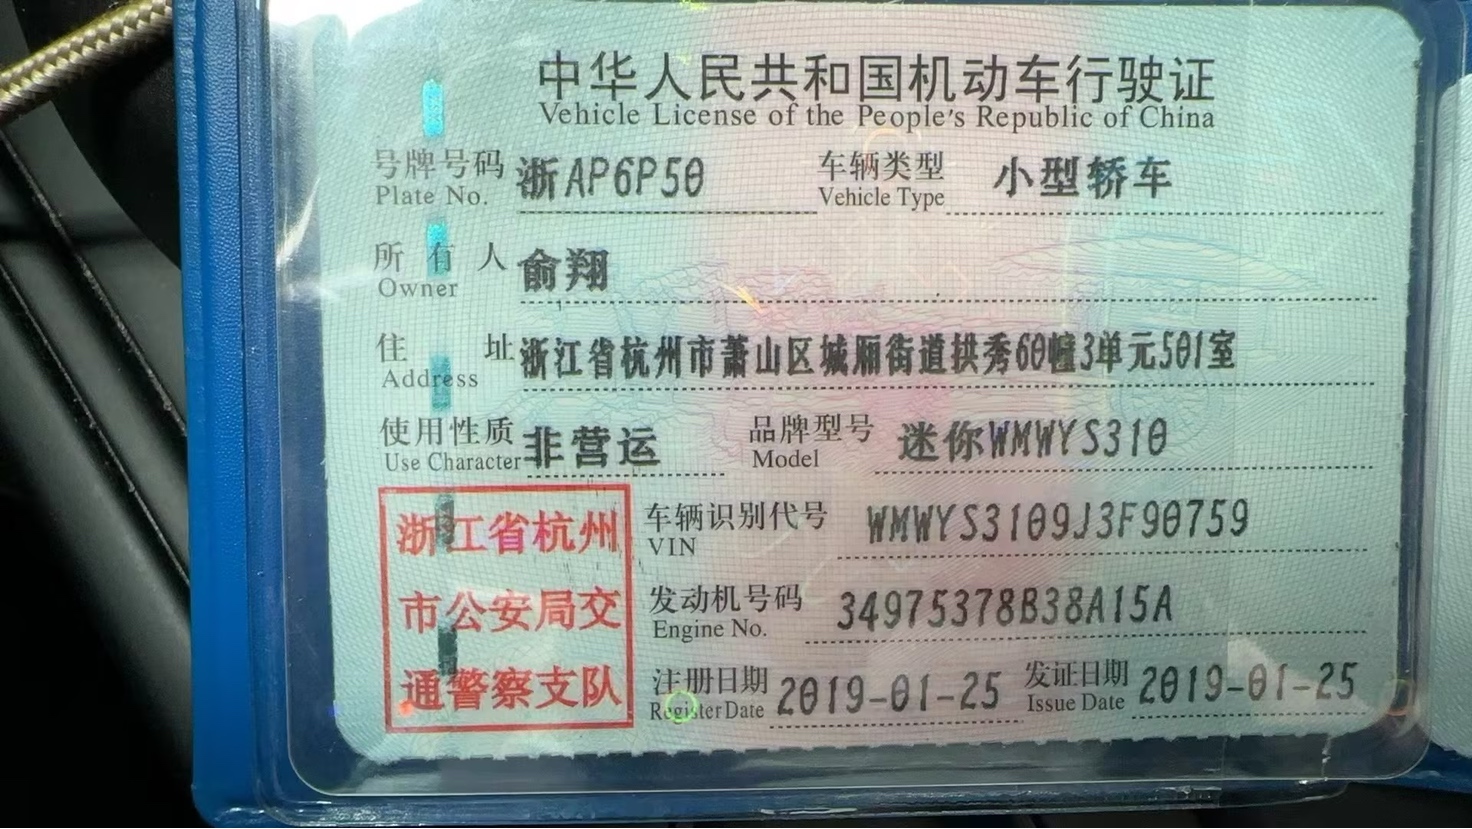 中华人民共和国机动车行驶证
Vehicle License of the People's Republic of China
号牌号码 浙AP6P50 车辆类型 小型轿车
Plate No. Vehicle Type
所有人 俞翔
Owner
住址 浙江省杭州市萧山区城厢街道拱秀60幢3单元501室
Address
使用性质 非营运 品牌型号 迷你WMWYS310
Use Character Model
浙江省杭州
市公安局交
通警察支队
车辆识别代号 WMWYS3109J3F90759
VIN
发动机号码 34975378B38A15A
Engine No.
注册日期 2019-01-25 发证日期 2019-01-25
Register Date Issue Date